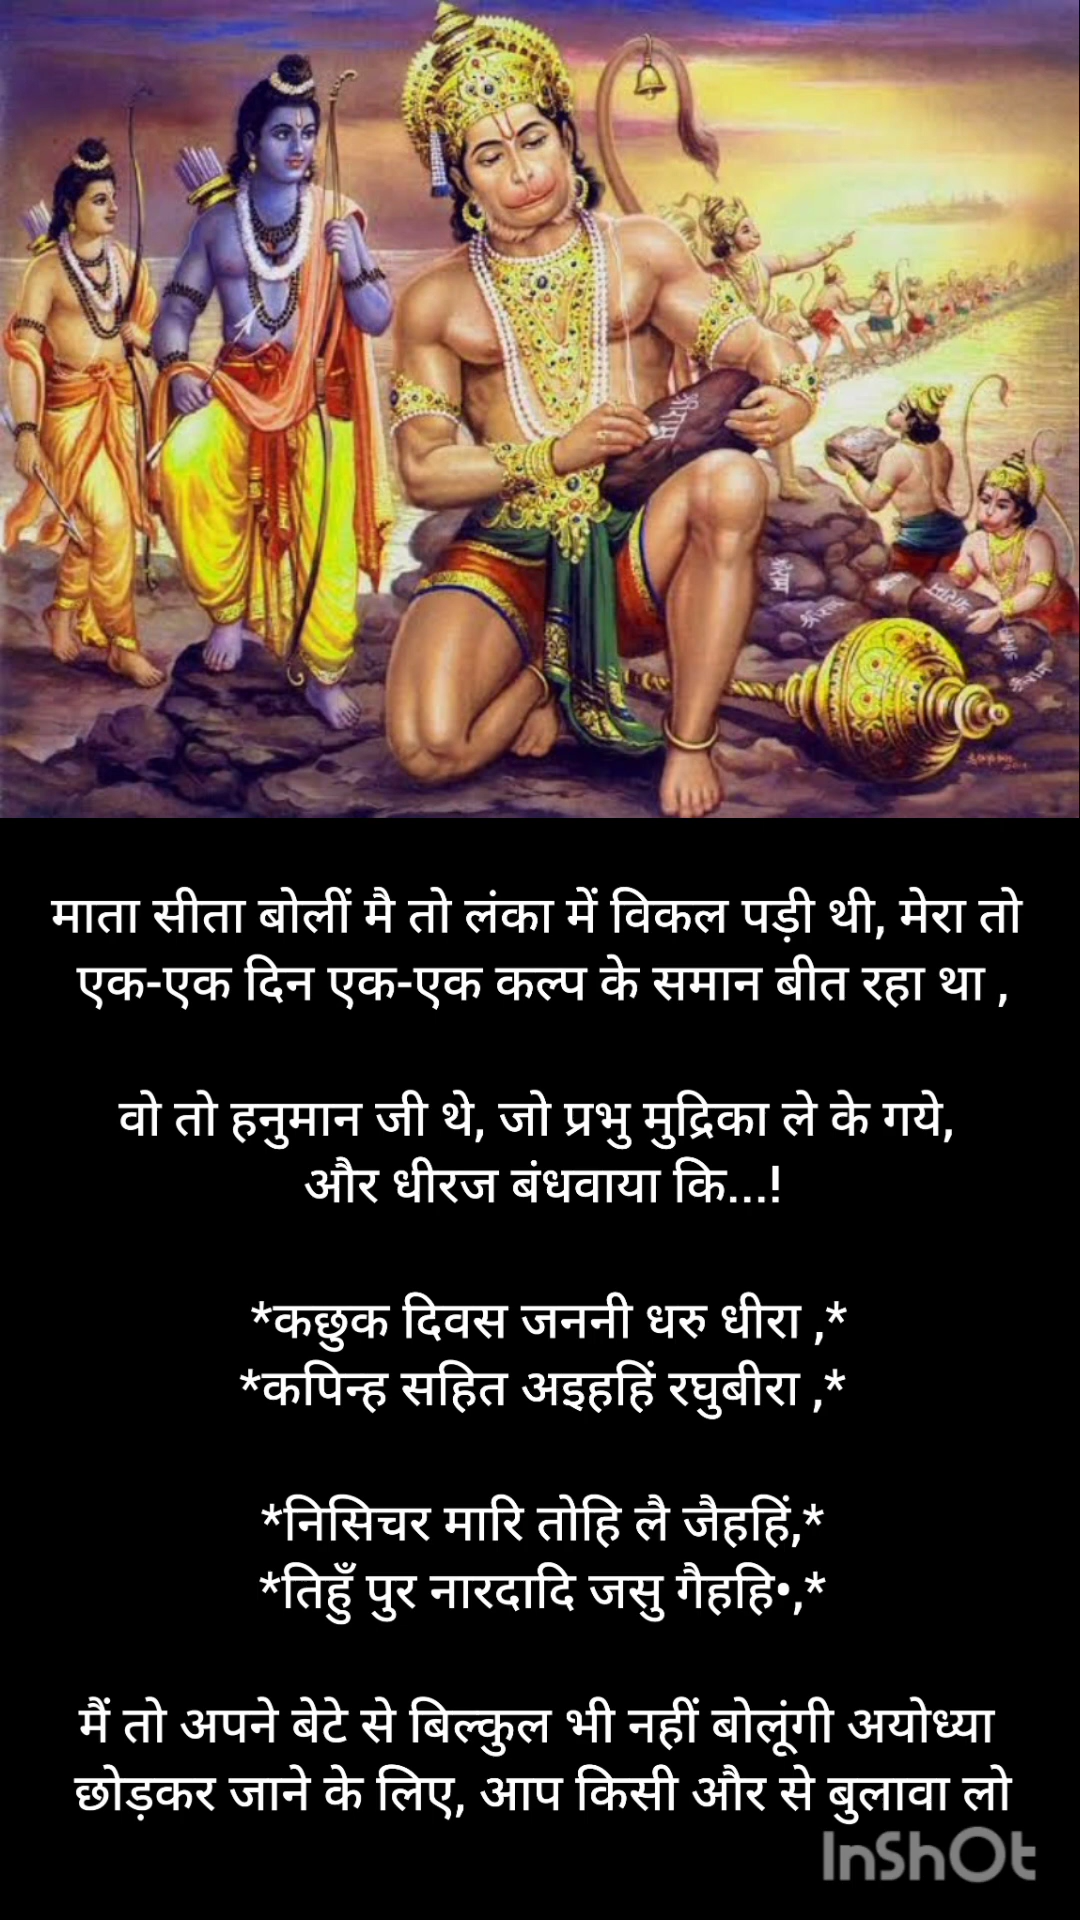 श्रीराम
श्रीराम
श्रीराम
माता सीता बोलीं मै तो लंका में विकल पड़ी थी, मेरा तो
एक-एक दिन एक-एक कल्प के समान बीत रहा था ,
वो तो हनुमान जी थे, जो प्रभु मुद्रिका ले के गये,
और धीरज बंधवाया कि...!
*कछुक दिवस जननी धरु धीरा ,*
*कपिन्ह सहित अइहहिं रघुबीरा ,*
*निसिचर मारि तोहि लै जैहहिं,*
*तिहुँ पुर नारदादि जसु गैहहि•,*
मैं तो अपने बेटे से बिल्कुल भी नहीं बोलूंगी अयोध्या
छोड़कर जाने के लिए, आप किसी और से बुलावा लो
InShOt